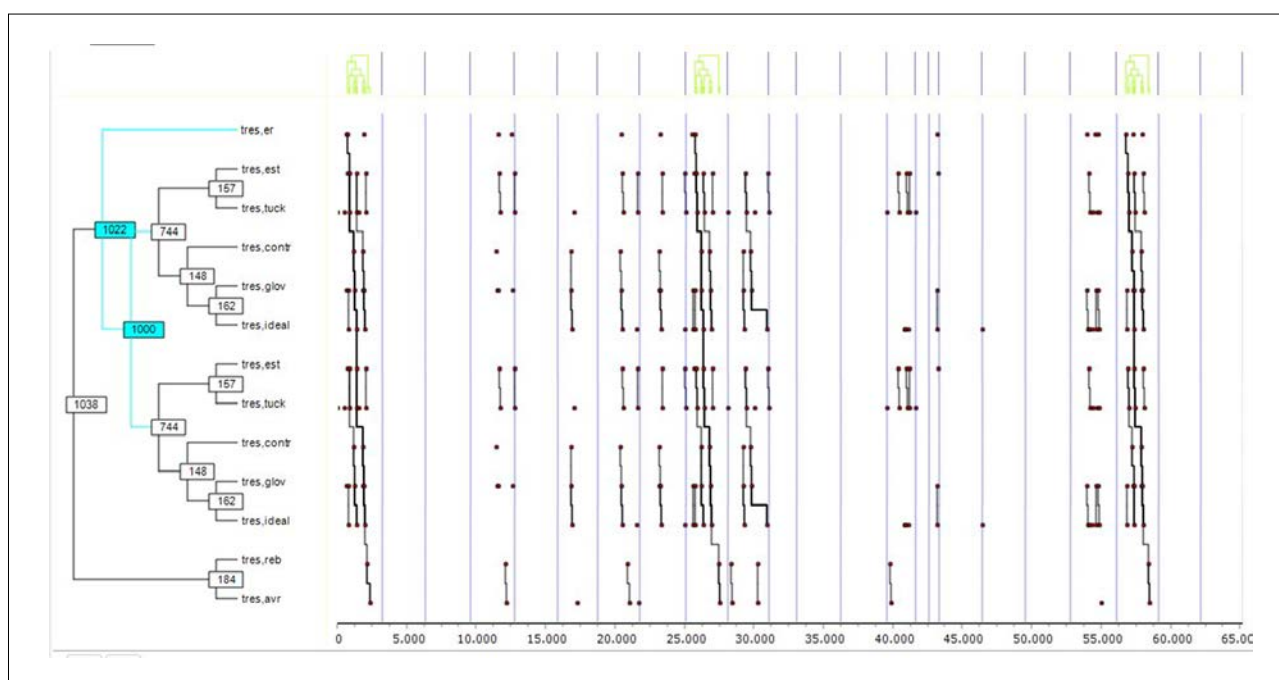 tres,er
tres,est
157
tres,tuck
1022
744
tres,contr
148
tres,glov
162
tres,ideal
1000
tres,est
157
tres,tuck
1038
744
tres,contr
148
tres,glov
162
tres,ideal
tres,reb
184
tres,avr
0 5.000 10.000 15.000 20.000 25.000 30.000 35.000 40.000 45.000 50.000 55.000 60.000 65.00